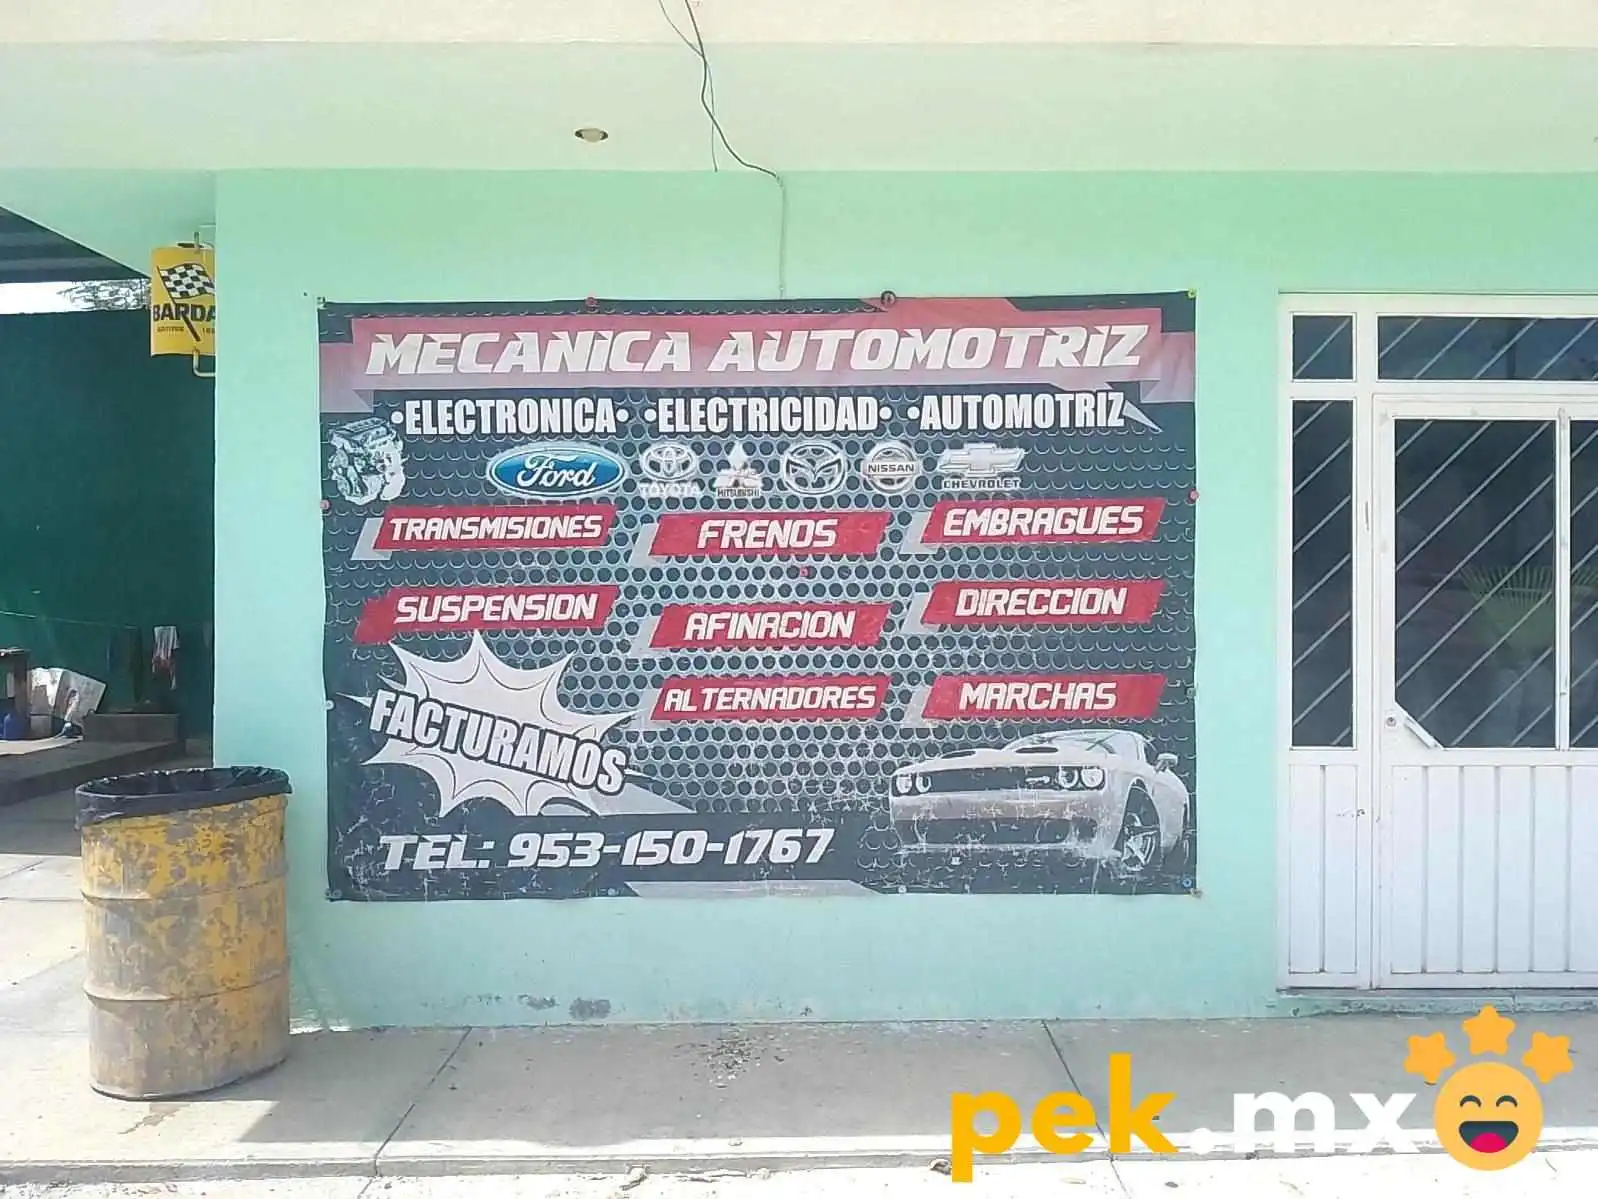 BARDA
MECANICA AUTOMOTRIZ
•ELECTRONICA• •ELECTRICIDAD• •AUTOMOTRIZ
Ford TOYOTA MITSUBISHI NISSAN CHEVROLET
TRANSMISIONES FRENOS EMBRAGUES
SUSPENSION AFINACION DIRECCION
ALTERNADORES MARCHAS
FACTURAMOS
TEL: 953-150-1767
pek.mx